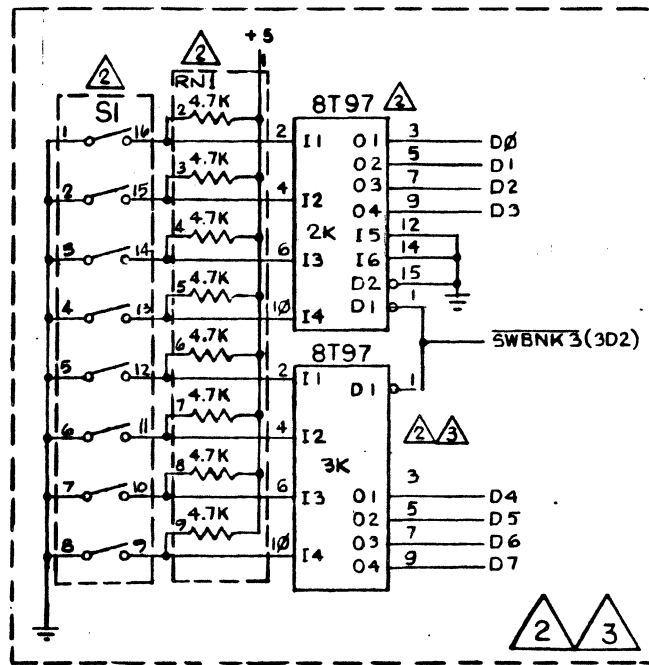 +5
2
2
1
RN1
S1
8T97 2
4.7K
1 16 2 2 I1 O1 3 DØ
O2 5 D1
4.7K
2 15 3 4 I2 O3 7 D2
O4 9 D3
4.7K
2K I5 12
3 14 4 6 I3 I6 14
4.7K D2 15
4 13 5 1Ø I4 D1 1
4.7K
8T97
SWBNK3(3D2)
5 12 6 2 I1 D1 1
4.7K
6 11 7 4 I2 2 3
4.7K
3K
7 10 8 6 I3 O1 3 D4
O2 5 D5
4.7K
8 9 9 1Ø I4 O3 7 D6
O4 9 D7
2 3